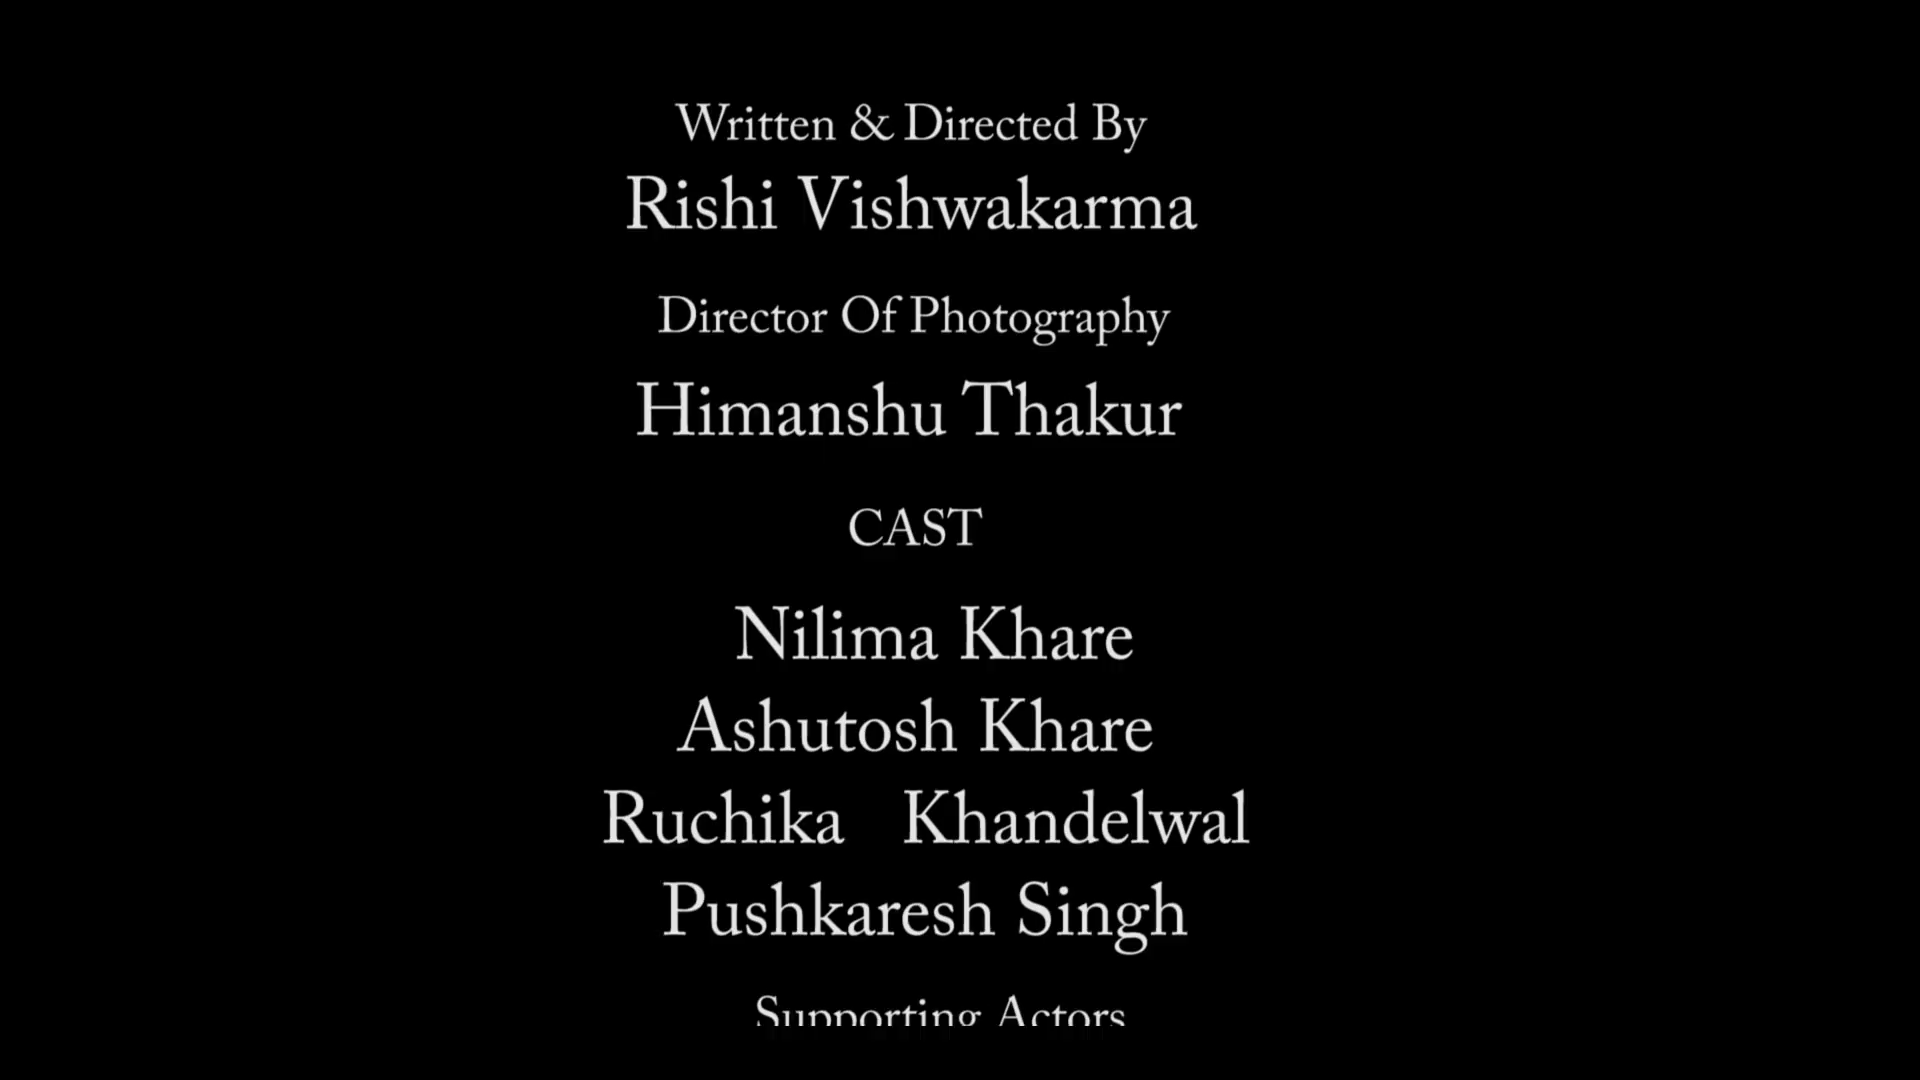 Written & Directed By
Rishi Vishwakarma
Director Of Photography
Himanshu Thakur
CAST
Nilima Khare
Ashutosh Khare
Ruchika Khandelwal
Pushkaresh Singh
Supporting Actors